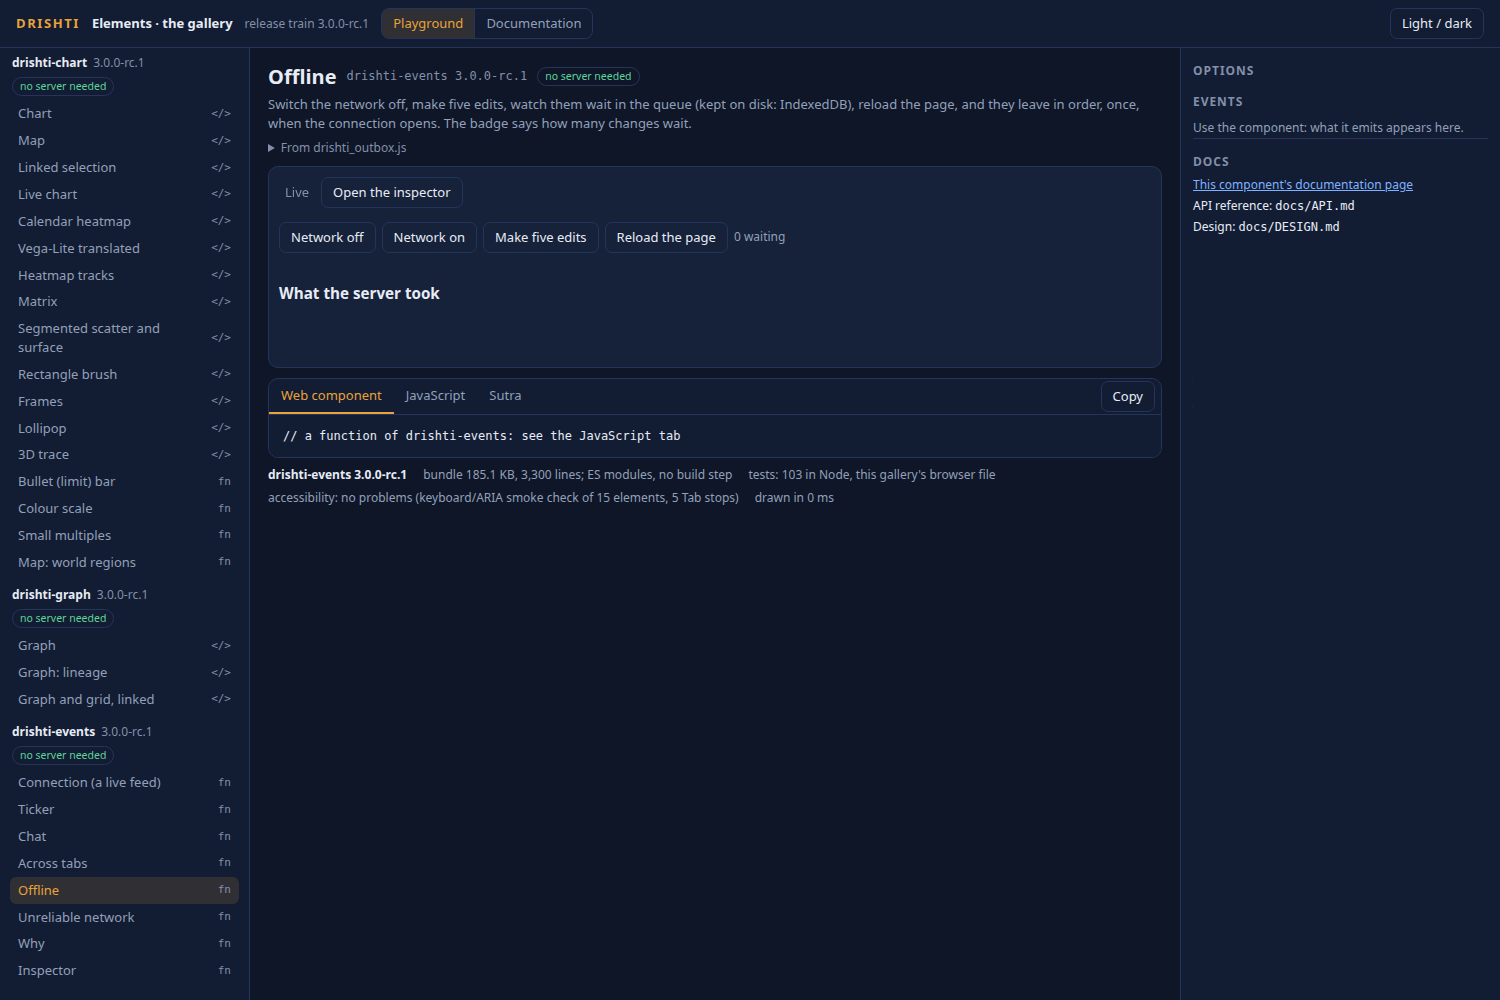 DRISHTI Elements · the gallery release train 3.0.0-rc.1 Playground Documentation Light / dark
drishti-chart 3.0.0-rc.1
no server needed
Chart </>
Map </>
Linked selection </>
Live chart </>
Calendar heatmap </>
Vega-Lite translated </>
Heatmap tracks </>
Matrix </>
Segmented scatter and
surface </>
Rectangle brush </>
Frames </>
Lollipop </>
3D trace </>
Bullet (limit) bar fn
Colour scale fn
Small multiples fn
Map: world regions fn
drishti-graph 3.0.0-rc.1
no server needed
Graph </>
Graph: lineage </>
Graph and grid, linked </>
drishti-events 3.0.0-rc.1
no server needed
Connection (a live feed) fn
Ticker fn
Chat fn
Across tabs fn
Offline fn
Unreliable network fn
Why fn
Inspector fn
Offline drishti-events 3.0.0-rc.1 no server needed
Switch the network off, make five edits, watch them wait in the queue (kept on disk: IndexedDB), reload the page, and they leave in order, once,
when the connection opens. The badge says how many changes wait.
▶ From drishti_outbox.js
Live Open the inspector
Network off Network on Make five edits Reload the page 0 waiting
What the server took
Web component JavaScript Sutra Copy
// a function of drishti-events: see the JavaScript tab
drishti-events 3.0.0-rc.1 bundle 185.1 KB, 3,300 lines; ES modules, no build step tests: 103 in Node, this gallery's browser file
accessibility: no problems (keyboard/ARIA smoke check of 15 elements, 5 Tab stops) drawn in 0 ms
OPTIONS
EVENTS
Use the component: what it emits appears here.
DOCS
This component's documentation page
API reference: docs/API.md
Design: docs/DESIGN.md